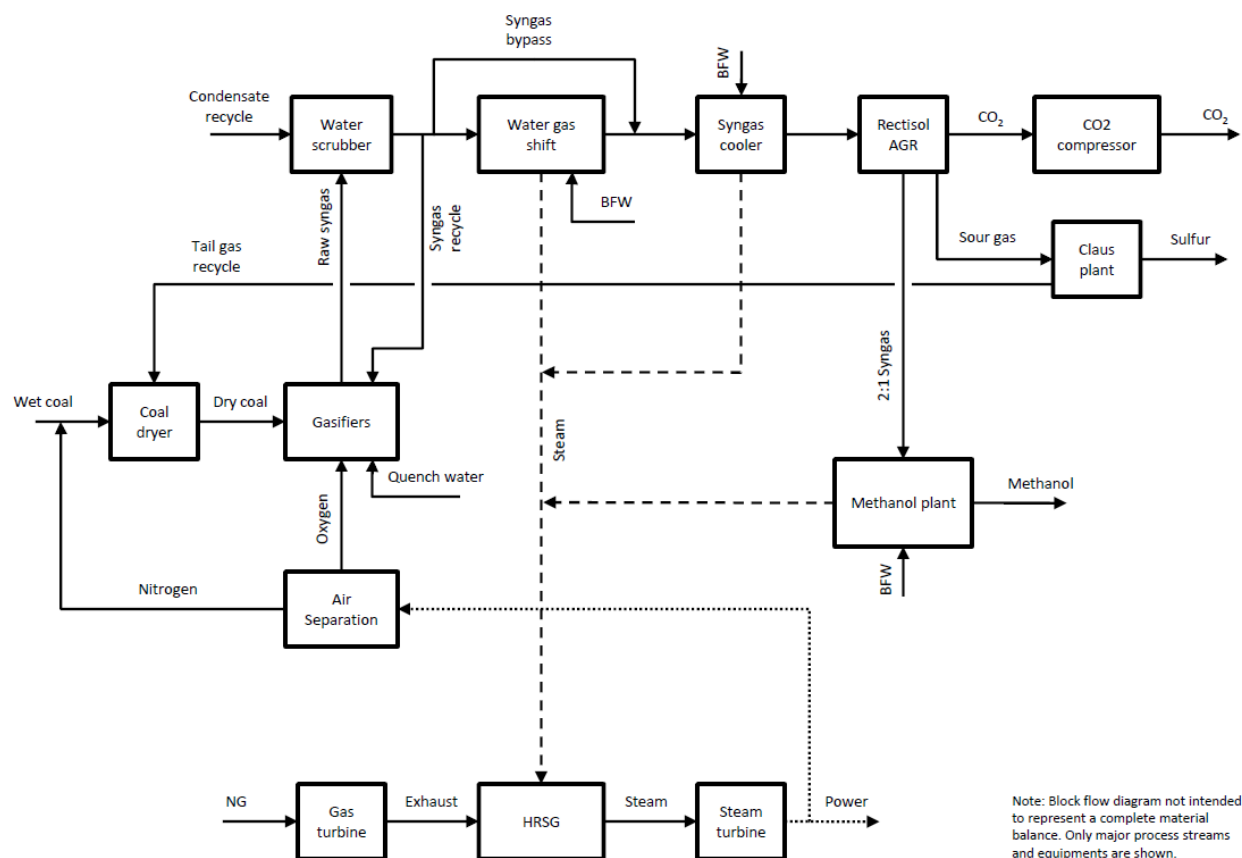 Syngas
bypass
BFW
Condensate
recycle
Water
scrubber
Water gas
shift
Syngas
cooler
Rectisol
AGR
CO₂
CO2
compressor
CO₂
BFW
Raw syngas
Syngas
recycle
Tail gas
recycle
Sour gas
Claus
plant
Sulfur
2:1 Syngas
Wet coal
Coal
dryer
Dry coal
Gasifiers
Steam
Quench water
Oxygen
Methanol plant
Methanol
BFW
Nitrogen
Air
Separation
NG
Gas
turbine
Exhaust
HRSG
Steam
Steam
turbine
Power
Note: Block flow diagram not intended
to represent a complete material
balance. Only major process streams
and equipments are shown.